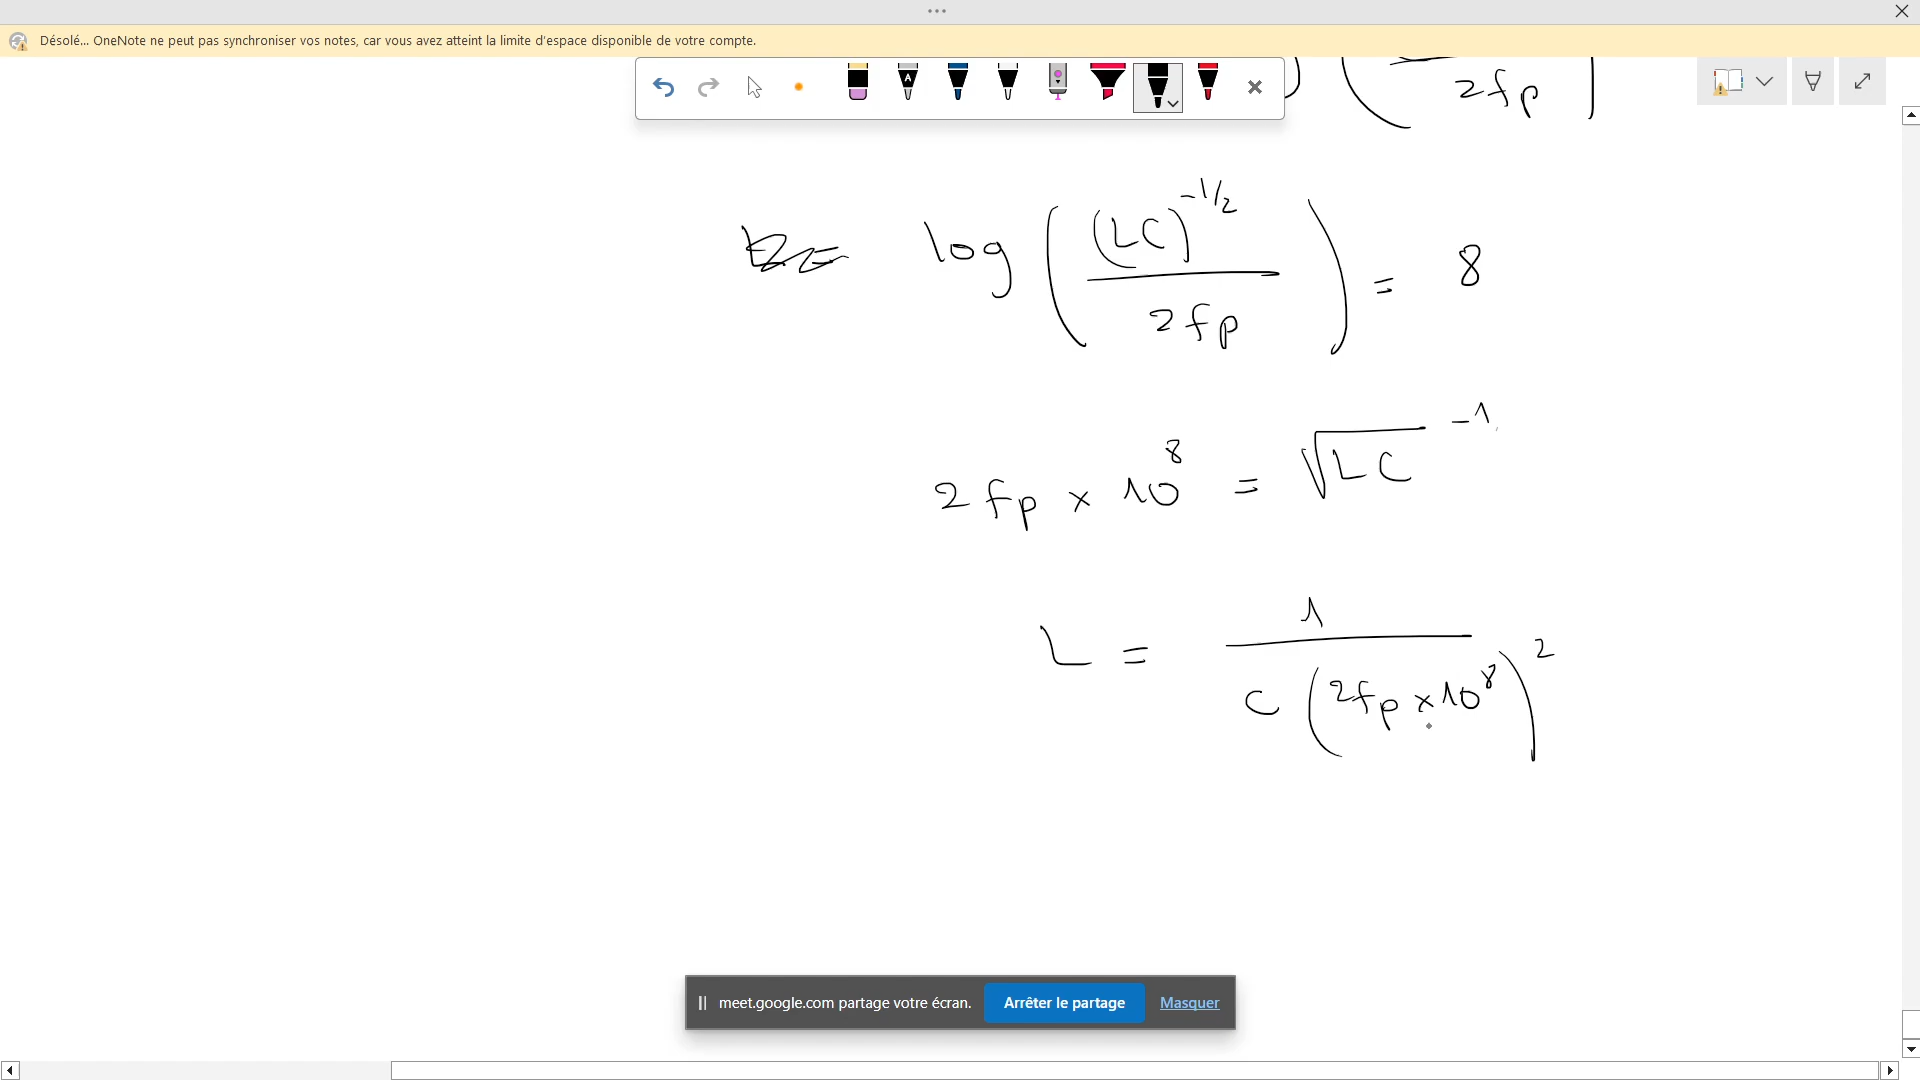 Désolé... OneNote ne peut pas synchroniser vos notes, car vous avez atteint la limite d'espace disponible de votre compte.
A
2fp
log ( (LC)^-1/2 / 2fp ) = 8
2fp × 10^8 = √LC ^-1
L = 1 / C (2fp × 10^8)^2
meet.google.com partage votre écran. Arrêter le partage Masquer